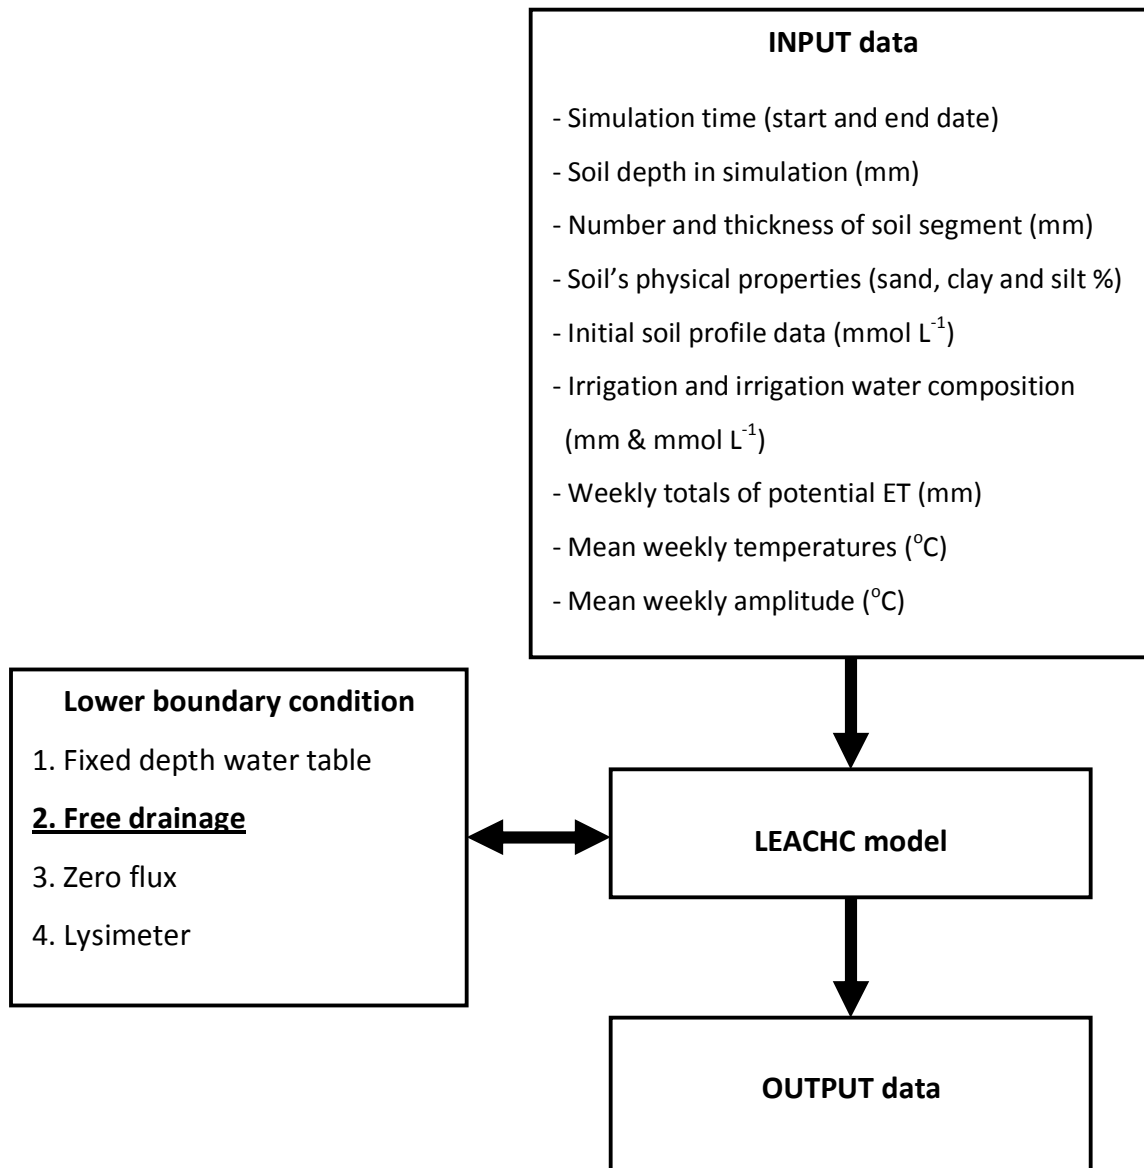 INPUT data
- Simulation time (start and end date)
- Soil depth in simulation (mm)
- Number and thickness of soil segment (mm)
- Soil’s physical properties (sand, clay and silt %)
- Initial soil profile data (mmol L-1)
- Irrigation and irrigation water composition
(mm & mmol L-1)
- Weekly totals of potential ET (mm)
- Mean weekly temperatures (oC)
- Mean weekly amplitude (oC)
Lower boundary condition
1. Fixed depth water table
2. Free drainage
3. Zero flux
4. Lysimeter
LEACHC model
OUTPUT data